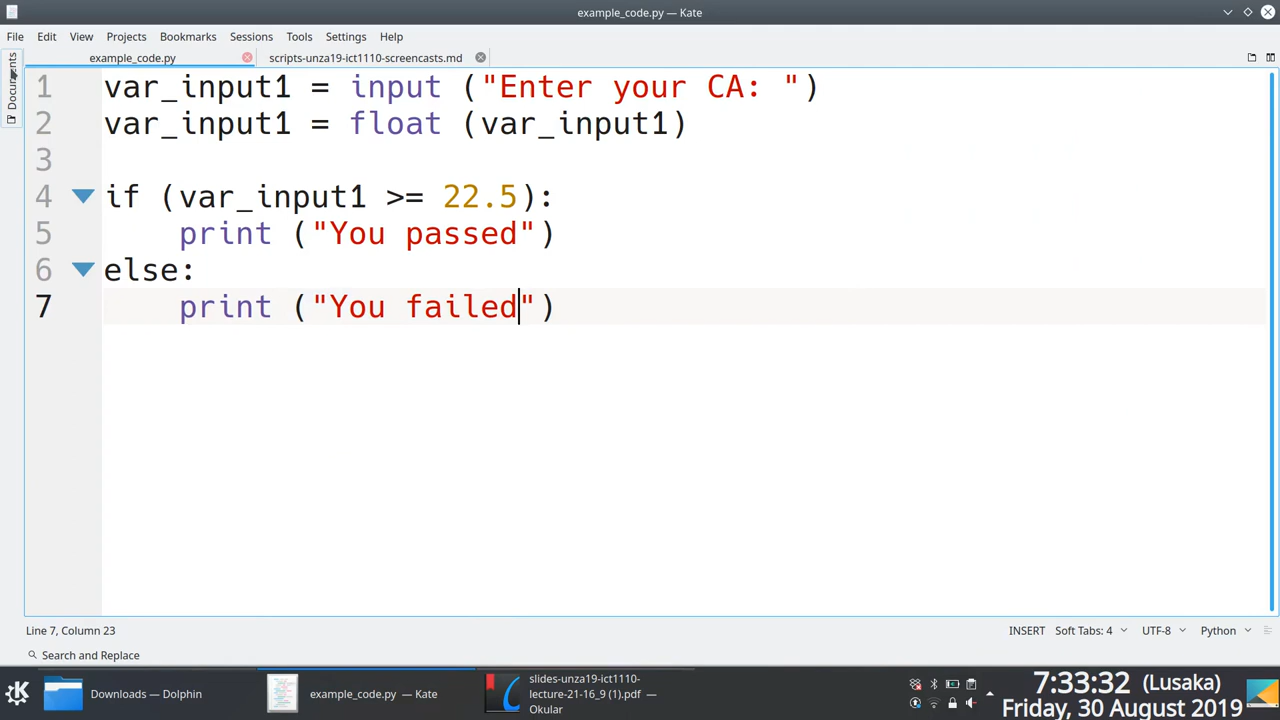 example_code.py — Kate
File Edit View Projects Bookmarks Sessions Tools Settings Help
example_code.py scripts-unza19-ict1110-screencasts.md
Documents
1 var_input1 = input ("Enter your CA: ")
2 var_input1 = float (var_input1)
3
4 if (var_input1 >= 22.5):
5 print ("You passed")
6 else:
7 print ("You failed")
Line 7, Column 23 INSERT Soft Tabs: 4 UTF-8 Python
Search and Replace
Downloads — Dolphin
example_code.py — Kate
slides-unza19-ict1110-
lecture-21-16_9 (1).pdf —
Okular
7:33:32 (Lusaka)
Friday, 30 August 2019